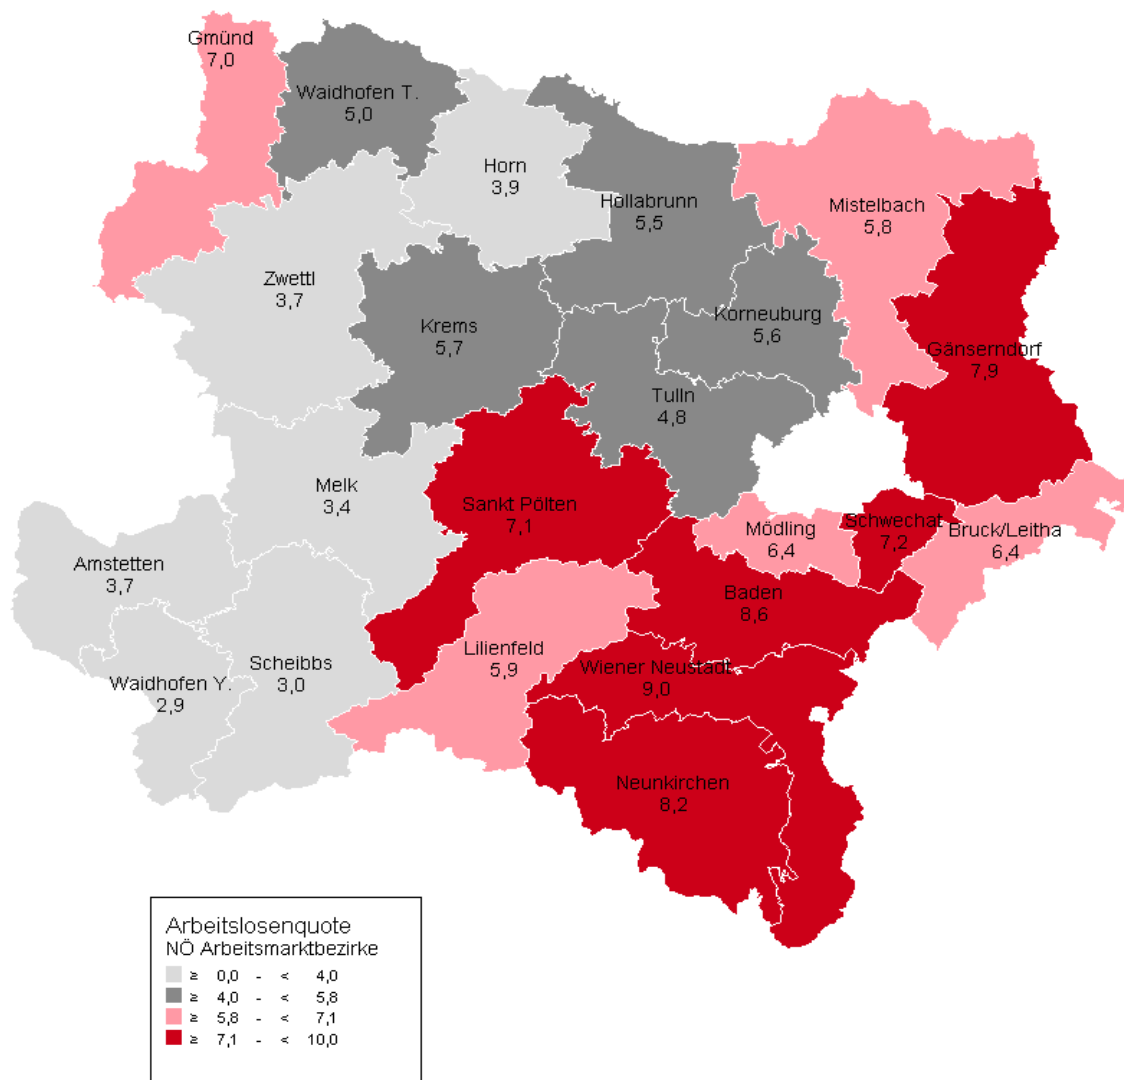 Gmünd
7,0
Waidhofen T.
5,0
Horn
3,9
Hollabrunn
5,5
Mistelbach
5,8
Zwettl
3,7
Krems
5,7
Korneuburg
5,6
Gänserndorf
7,9
Tulln
4,8
Melk
3,4
Sankt Pölten
7,1
Mödling
6,4
Schwechat
7,2
Bruck/Leitha
6,4
Amstetten
3,7
Baden
8,6
Scheibbs
3,0
Lilienfeld
5,9
Wiener Neustadt
9,0
Waidhofen Y.
2,9
Neunkirchen
8,2
Arbeitslosenquote
NÖ Arbeitsmarktbezirke
≥ 0,0 - < 4,0
≥ 4,0 - < 5,8
≥ 5,8 - < 7,1
≥ 7,1 - < 10,0